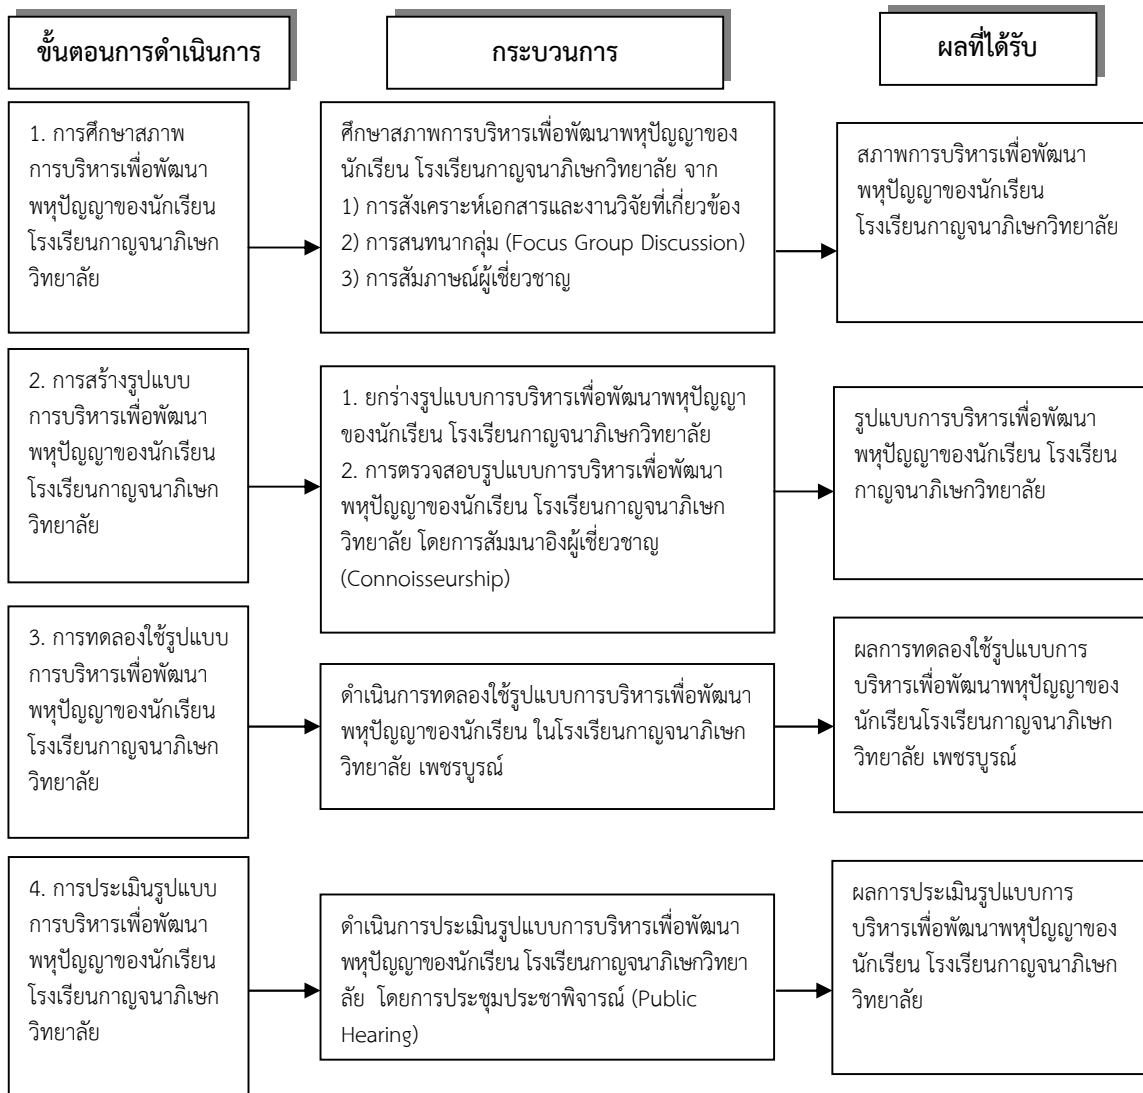 ขั้นตอนการดำเนินการ
กระบวนการ
ผลที่ได้รับ
1. การศึกษาสภาพ
การบริหารเพื่อพัฒนา
พหุปัญญาของนักเรียน
โรงเรียนกาญจนาภิเษก
วิทยาลัย
ศึกษาสภาพการบริหารเพื่อพัฒนาพหุปัญญาของ
นักเรียน โรงเรียนกาญจนาภิเษกวิทยาลัย จาก
1) การสังเคราะห์เอกสารและงานวิจัยที่เกี่ยวข้อง
2) การสนทนากลุ่ม (Focus Group Discussion)
3) การสัมภาษณ์ผู้เชี่ยวชาญ
สภาพการบริหารเพื่อพัฒนา
พหุปัญญาของนักเรียน
โรงเรียนกาญจนาภิเษกวิทยาลัย
2. การสร้างรูปแบบ
การบริหารเพื่อพัฒนา
พหุปัญญาของนักเรียน
โรงเรียนกาญจนาภิเษก
วิทยาลัย
1. ยกร่างรูปแบบการบริหารเพื่อพัฒนาพหุปัญญา
ของนักเรียน โรงเรียนกาญจนาภิเษกวิทยาลัย
2. การตรวจสอบรูปแบบการบริหารเพื่อพัฒนา
พหุปัญญาของนักเรียน โรงเรียนกาญจนาภิเษก
วิทยาลัย โดยการสัมมนาอิงผู้เชี่ยวชาญ
(Connoisseurship)
รูปแบบการบริหารเพื่อพัฒนา
พหุปัญญาของนักเรียน โรงเรียน
กาญจนาภิเษกวิทยาลัย
3. การทดลองใช้รูปแบบ
การบริหารเพื่อพัฒนา
พหุปัญญาของนักเรียน
โรงเรียนกาญจนาภิเษก
วิทยาลัย
ดำเนินการทดลองใช้รูปแบบการบริหารเพื่อพัฒนา
พหุปัญญาของนักเรียน ในโรงเรียนกาญจนาภิเษก
วิทยาลัย เพชรบูรณ์
ผลการทดลองใช้รูปแบบการ
บริหารเพื่อพัฒนาพหุปัญญาของ
นักเรียนโรงเรียนกาญจนาภิเษก
วิทยาลัย เพชรบูรณ์
4. การประเมินรูปแบบ
การบริหารเพื่อพัฒนา
พหุปัญญาของนักเรียน
โรงเรียนกาญจนาภิเษก
วิทยาลัย
ดำเนินการประเมินรูปแบบการบริหารเพื่อพัฒนา
พหุปัญญาของนักเรียน โรงเรียนกาญจนาภิเษกวิทยา
ลัย โดยการประชุมประชาพิจารณ์ (Public
Hearing)
ผลการประเมินรูปแบบการ
บริหารเพื่อพัฒนาพหุปัญญาของ
นักเรียน โรงเรียนกาญจนาภิเษก
วิทยาลัย